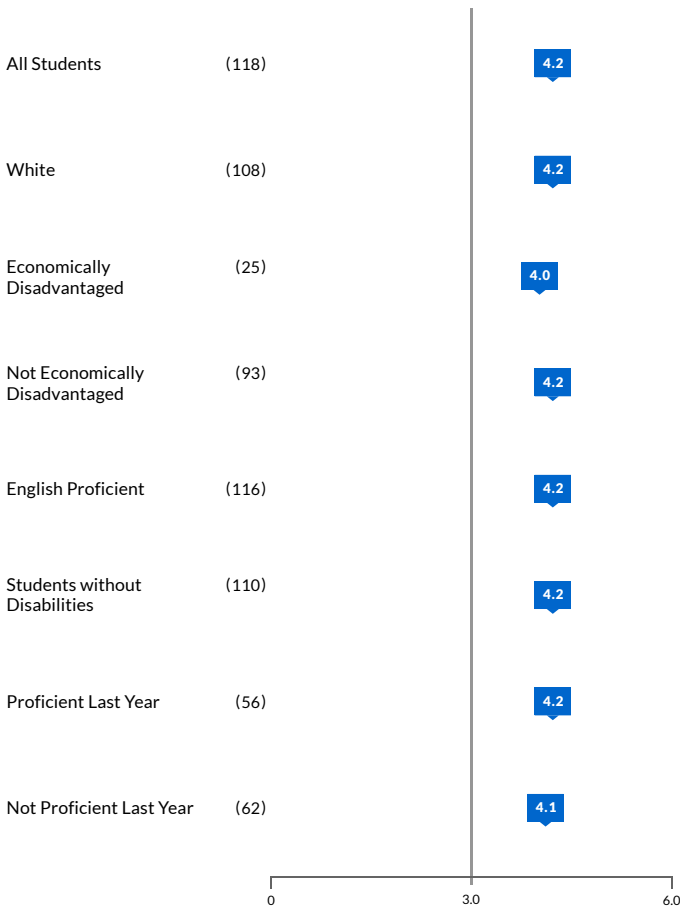 All Students (118) 4.2
White (108) 4.2
Economically (25)
Disadvantaged 4.0
Not Economically (93)
Disadvantaged 4.2
English Proficient (116) 4.2
Students without (110)
Disabilities 4.2
Proficient Last Year (56) 4.2
Not Proficient Last Year (62) 4.1
0 3.0 6.0